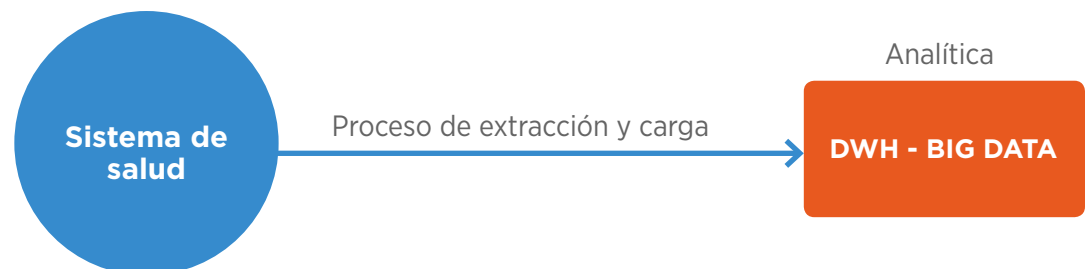 Sistema de
salud
Proceso de extracción y carga
Analítica
DWH - BIG DATA